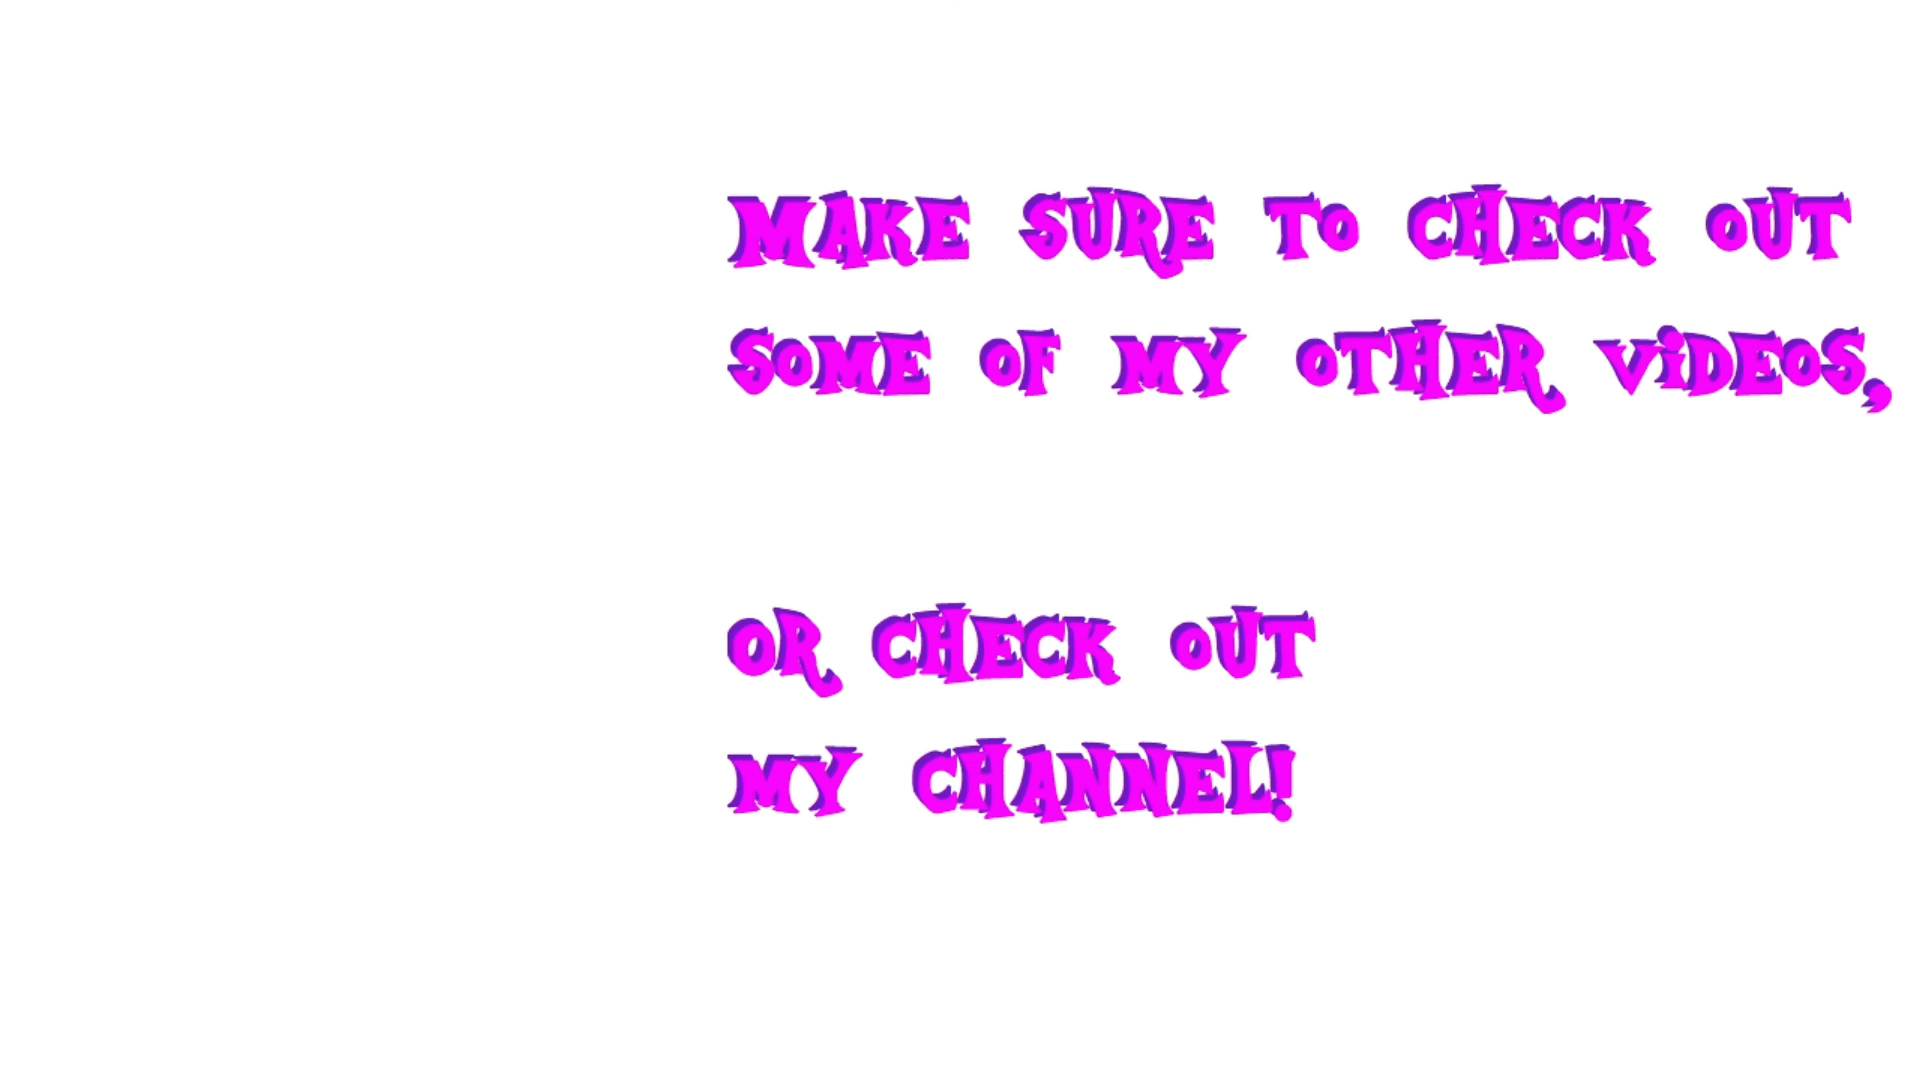 MAKE SURE TO CHECK OUT
SOME OF MY OTHER ViDEOS,
OR CHECK OUT
MY CHANNEL!